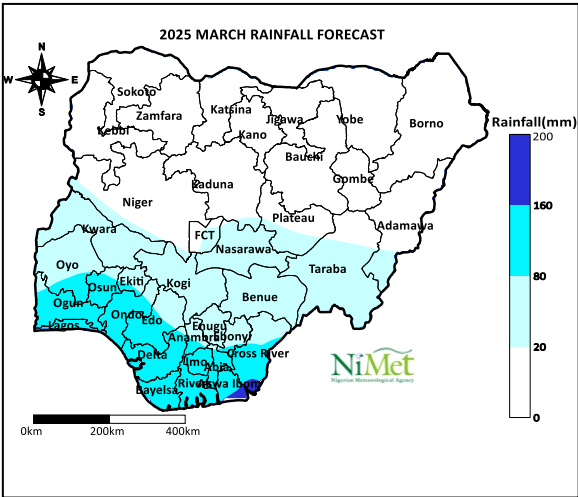 2025 MARCH RAINFALL FORECAST
N
W E
S
Sokoto
Katsina
Zamfara
Jigawa
Yobe
Borno
Kebbi
Kano
Bauchi
Kaduna
Gombe
Niger
Plateau
Adamawa
Kwara
FCT
Nasarawa
Oyo
Taraba
Ekiti
Kogi
Osun
Benue
Ogun
Ondo
Edo
Lagos
Enugu
Anambra
Ebonyi
Delta
Imo
Abia
Cross River
Bayelsa
Rivers
Akwa Ibom
Rainfall(mm)
200
160
80
20
0
NiMet
Nigerian Meteorological Agency
0km 200km 400km